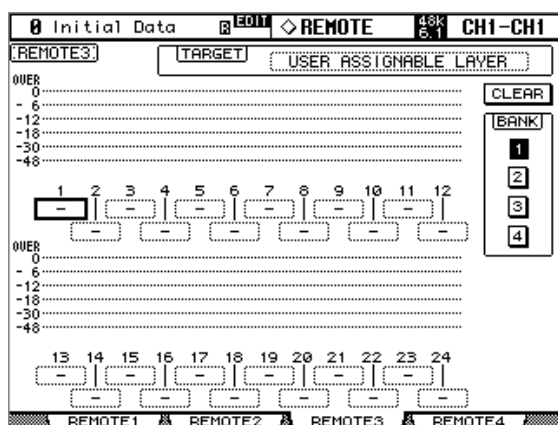 0 Initial Data R EDIT ◇REMOTE 48k 6.1 CH1-CH1
REMOTE3 TARGET USER ASSIGNABLE LAYER
OVER
0
- 6
-12
-18
-30
-48
CLEAR
BANK
1
2
3
4
1 2 3 4 5 6 7 8 9 10 11 12
- - - - - - - - - - - -
OVER
0
- 6
-12
-18
-30
-48
13 14 15 16 17 18 19 20 21 22 23 24
- - - - - - - - - - - -
REMOTE1 REMOTE2 REMOTE3 REMOTE4